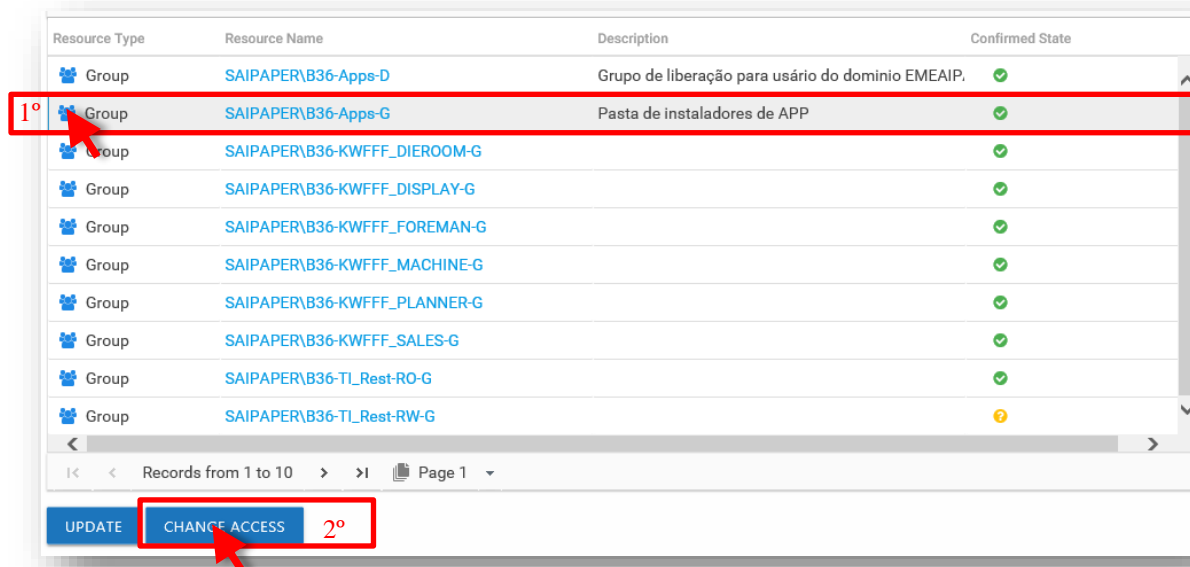 Resource Type Resource Name Description Confirmed State
Group SAIPAPER\B36-Apps-D Grupo de liberação para usário do dominio EMEAIP
1º Group SAIPAPER\B36-Apps-G Pasta de instaladores de APP
Group SAIPAPER\B36-KWFFF_DIEROOM-G
Group SAIPAPER\B36-KWFFF_DISPLAY-G
Group SAIPAPER\B36-KWFFF_FOREMAN-G
Group SAIPAPER\B36-KWFFF_MACHINE-G
Group SAIPAPER\B36-KWFFF_PLANNER-G
Group SAIPAPER\B36-KWFFF_SALES-G
Group SAIPAPER\B36-TI_Rest-RO-G
Group SAIPAPER\B36-TI_Rest-RW-G
Records from 1 to 10 Page 1
UPDATE CHANGE ACCESS 2º